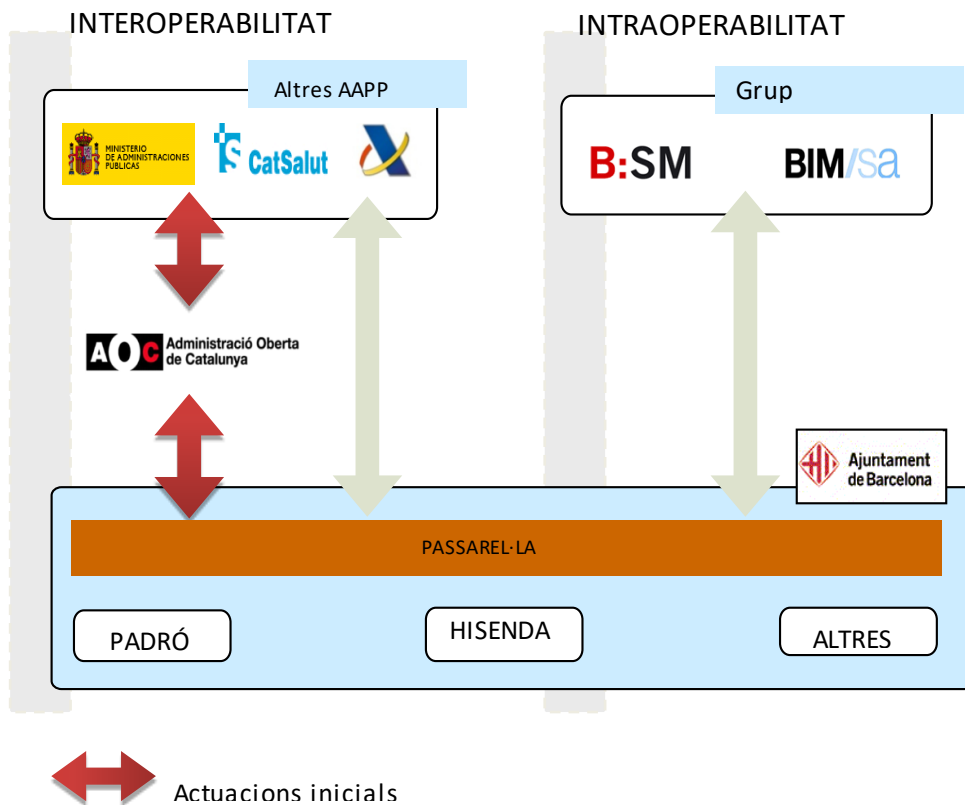 INTEROPERABILITAT
INTRAOPERABILITAT
Altres AAPP
Grup
MINISTERIO
DE ADMINISTRACIONES
PÚBLICAS
CatSalut
B:SM
BIM/sa
AOC
Administració Oberta
de Catalunya
Ajuntament
de Barcelona
PASSAREL·LA
PADRÓ
HISENDA
ALTRES
Actuacions inicials